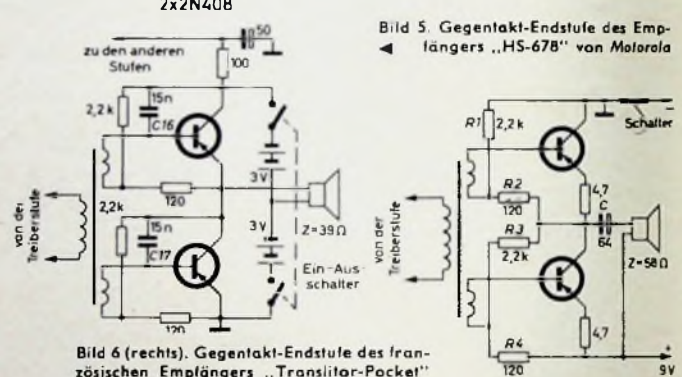 2x2N408
50
zu den anderen
Stufen
100
2,2k
15n
C16
120
3V
2,2k
von der
Treiberstufe
15n
C17
3V
Z=39Ω
Ein-Aus-
schalter
120
Bild 6 (rechts). Gegentakt-Endstufe des fran-
zösischen Empfängers „Translitor-Pocket"
Bild 5. Gegentakt-Endstufe des Emp-
◄ fängers „HS-678" von Motorola
R1
2,2k
Schalter
–
4,7
R2
120
C
64
R3
2,2k
von der
Treiberstufe
Z=58Ω
4,7
R4
120
+
9V